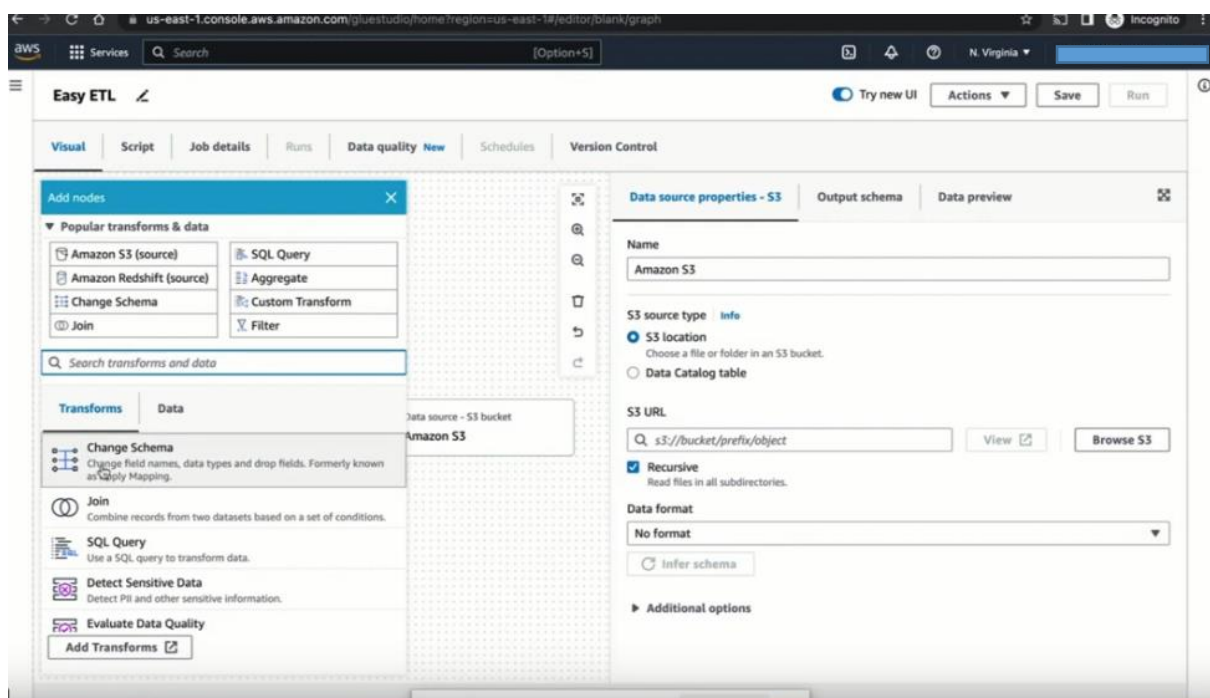 us-east-1.console.aws.amazon.com/gluestudio/home?region=us-east-1#/editor/blank/graph
Incognito
aws
Services
Search
[Option+S]
N. Virginia
Easy ETL
Try new UI
Actions
Save
Run
Visual
Script
Job details
Runs
Data quality New
Schedules
Version Control
Add nodes
Popular transforms & data
Amazon S3 (source)
SQL Query
Amazon Redshift (source)
Aggregate
Change Schema
Custom Transform
Join
Filter
Search transforms and data
Transforms
Data
Change Schema
Change field names, data types and drop fields. Formerly known
as Apply Mapping.
Join
Combine records from two datasets based on a set of conditions.
SQL Query
Use a SQL query to transform data.
Detect Sensitive Data
Detect PII and other sensitive information.
Evaluate Data Quality
Add Transforms
Data source - S3 bucket
Amazon S3
Data source properties - S3
Output schema
Data preview
Name
Amazon S3
S3 source type
Info
S3 location
Choose a file or folder in an S3 bucket.
Data Catalog table
S3 URL
s3://bucket/prefix/object
View
Browse S3
Recursive
Read files in all subdirectories.
Data format
No format
Infer schema
Additional options